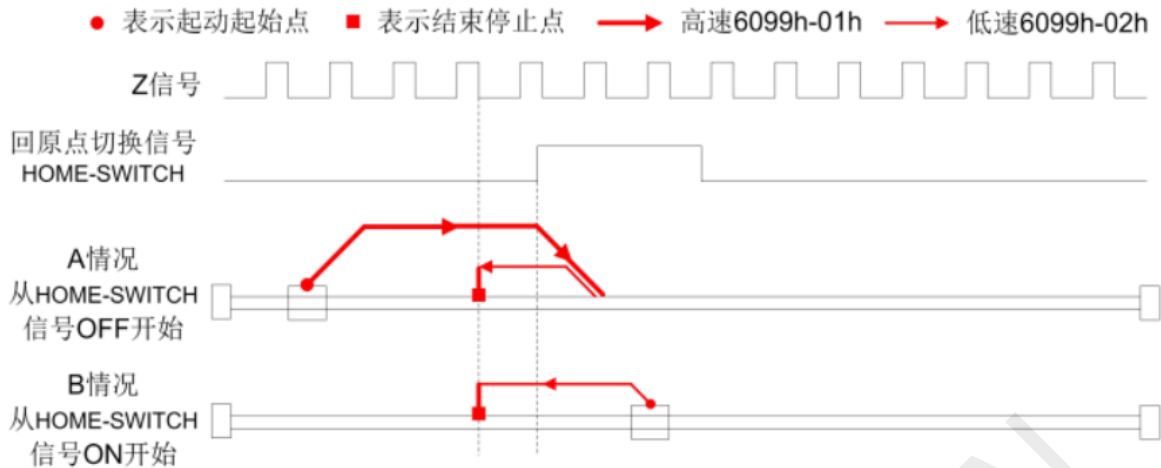 表示起动起始点 表示结束停止点 高速6099h-01h 低速6099h-02h
Z信号
回原点切换信号
HOME-SWITCH
A情况
从HOME-SWITCH
信号OFF开始
B情况
从HOME-SWITCH
信号ON开始